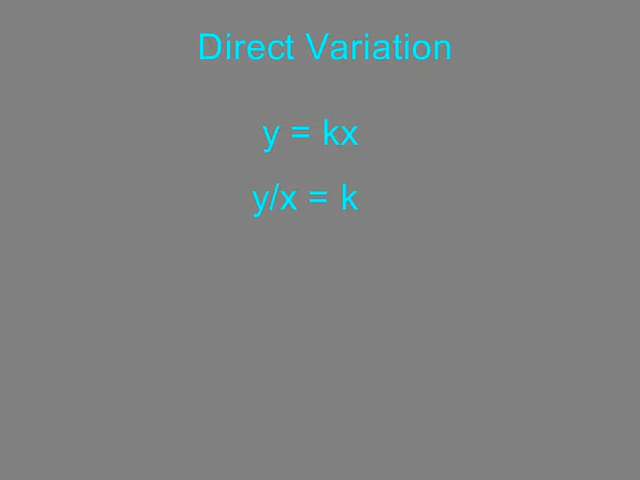 Direct Variation
y = kx
y/x = k